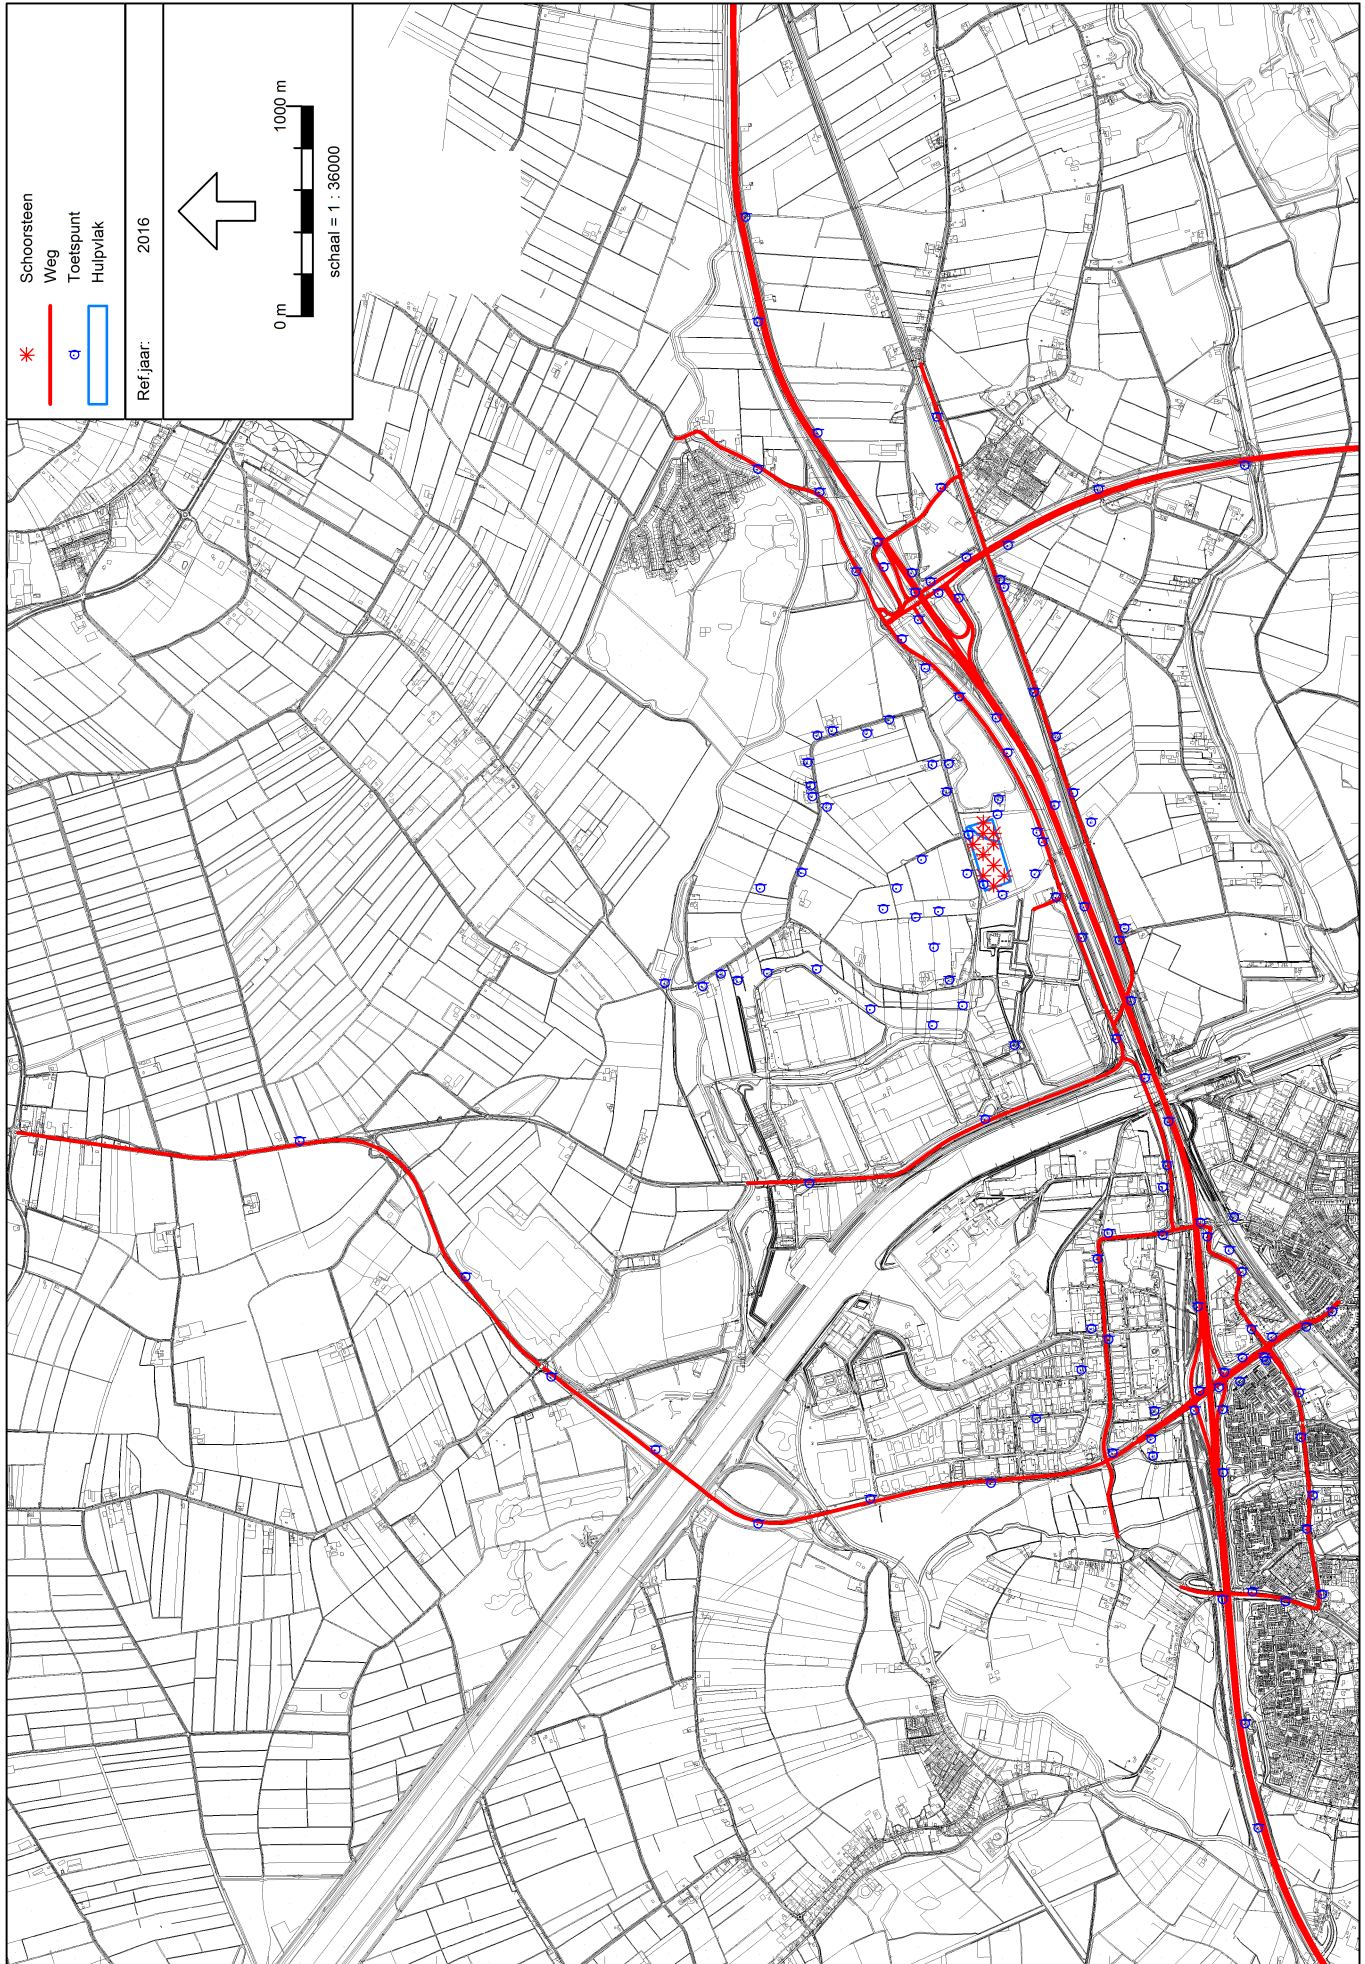 Schoorsteen
Weg
Toetspunt
Hulpvlak
Ref.jaar: 2016
0 m 1000 m
schaal = 1 : 36000